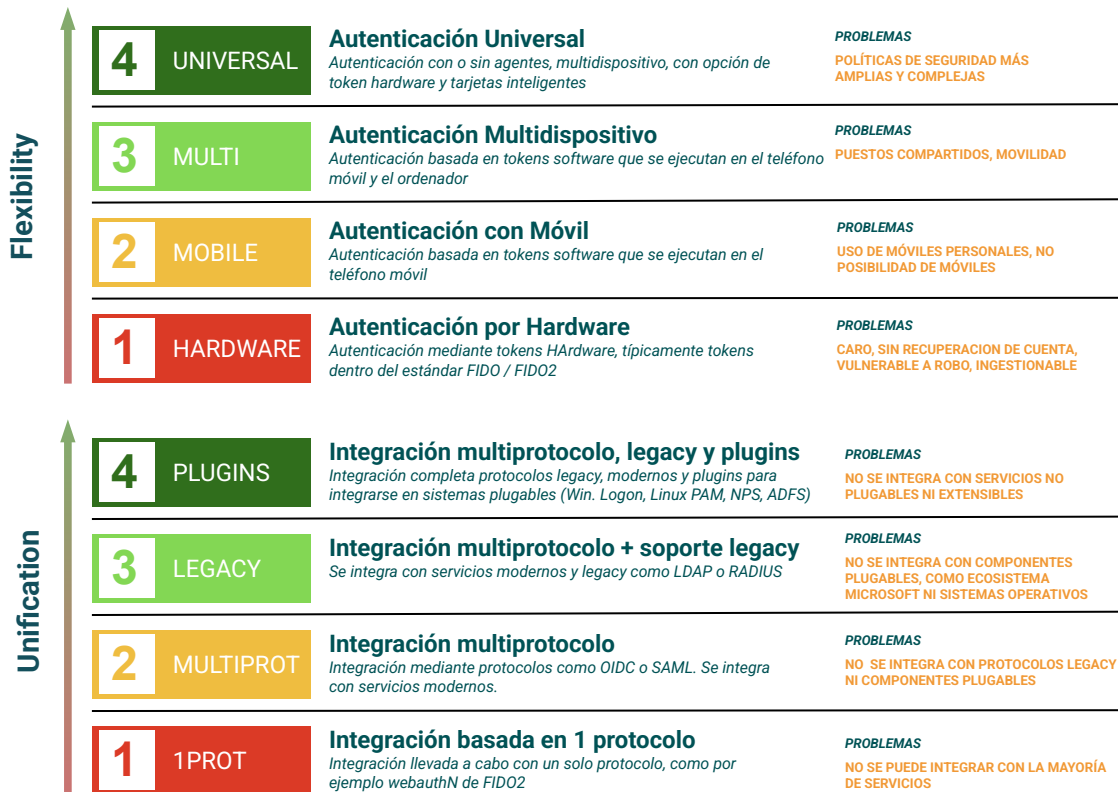 Flexibility
4
UNIVERSAL
Autenticación Universal
Autenticación con o sin agentes, multidispositivo, con opción de
token hardware y tarjetas inteligentes
PROBLEMAS
POLÍTICAS DE SEGURIDAD MÁS
AMPLIAS Y COMPLEJAS
3
MULTI
Autenticación Multidispositivo
Autenticación basada en tokens software que se ejecutan en el teléfono
móvil y el ordenador
PROBLEMAS
PUESTOS COMPARTIDOS, MOVILIDAD
2
MOBILE
Autenticación con Móvil
Autenticación basada en tokens software que se ejecutan en el
teléfono móvil
PROBLEMAS
USO DE MÓVILES PERSONALES, NO
POSIBILIDAD DE MÓVILES
1
HARDWARE
Autenticación por Hardware
Autenticación mediante tokens HArdware, típicamente tokens
dentro del estándar FIDO / FIDO2
PROBLEMAS
CARO, SIN RECUPERACION DE CUENTA,
VULNERABLE A ROBO, INGESTIONABLE
Unification
4
PLUGINS
Integración multiprotocolo, legacy y plugins
Integración completa protocolos legacy, modernos y plugins para
integrarse en sistemas plugables (Win. Logon, Linux PAM, NPS, ADFS)
PROBLEMAS
NO SE INTEGRA CON SERVICIOS NO
PLUGABLES NI EXTENSIBLES
3
LEGACY
Integración multiprotocolo + soporte legacy
Se integra con servicios modernos y legacy como LDAP o RADIUS
PROBLEMAS
NO SE INTEGRA CON COMPONENTES
PLUGABLES, COMO ECOSISTEMA
MICROSOFT NI SISTEMAS OPERATIVOS
2
MULTIPROT
Integración multiprotocolo
Integración mediante protocolos como OIDC o SAML. Se integra
con servicios modernos.
PROBLEMAS
NO SE INTEGRA CON PROTOCOLOS LEGACY
NI COMPONENTES PLUGABLES
1
1PROT
Integración basada en 1 protocolo
Integración llevada a cabo con un solo protocolo, como por
ejemplo webauthN de FIDO2
PROBLEMAS
NO SE PUEDE INTEGRAR CON LA MAYORÍA
DE SERVICIOS